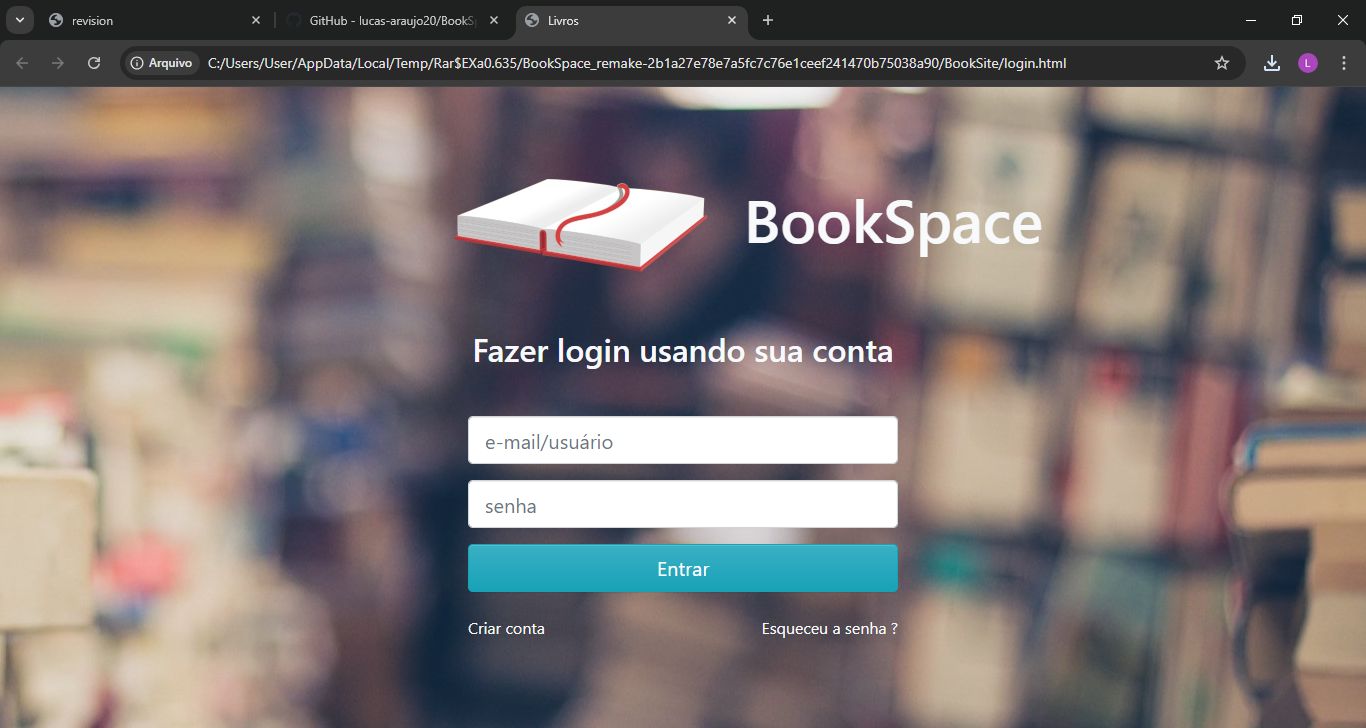 revision
GitHub - lucas-araujo20/BookS
Livros
Arquivo
C:/Users/User/AppData/Local/Temp/Rar$EXa0.635/BookSpace_remake-2b1a27e78e7a5fc7c76e1ceef241470b75038a90/BookSite/login.html
L
BookSpace
Fazer login usando sua conta
e-mail/usuário
senha
Entrar
Criar conta
Esqueceu a senha ?